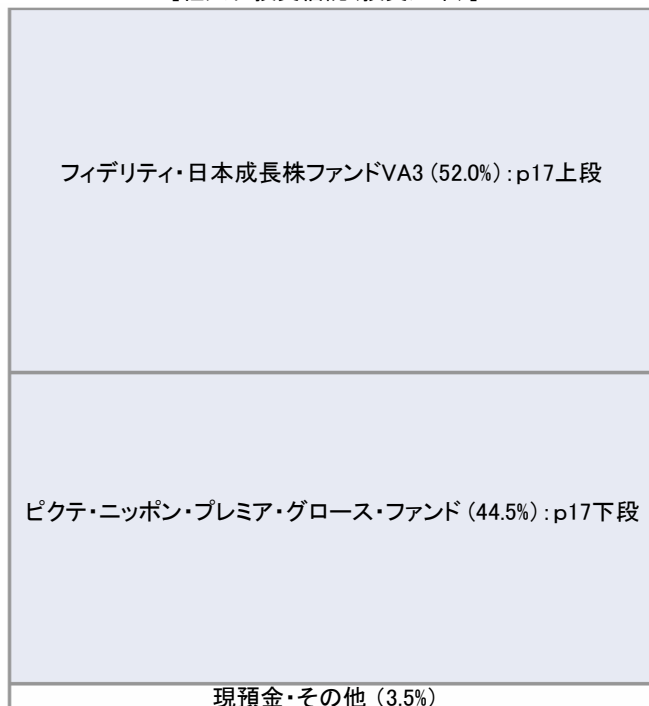 フィデリティ・日本成長株ファンドVA3 (52.0%) : p17上段
ピクテ・ニッポン・プレミア・グロース・ファンド (44.5%) : p17下段
現預金・その他 (3.5%)